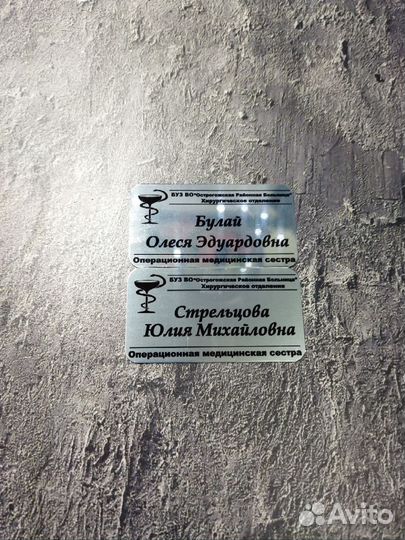 БУЗ ВО"Острогожская Районная Больница"
Хирургическое отделение
Булай
Олеся Эдуардовна
Операционная медицинская сестра
БУЗ ВО"Острогожская Районная Больница"
Хирургическое отделение
Стрельцова
Юлия Михайловна
Операционная медицинская сестра
Avito